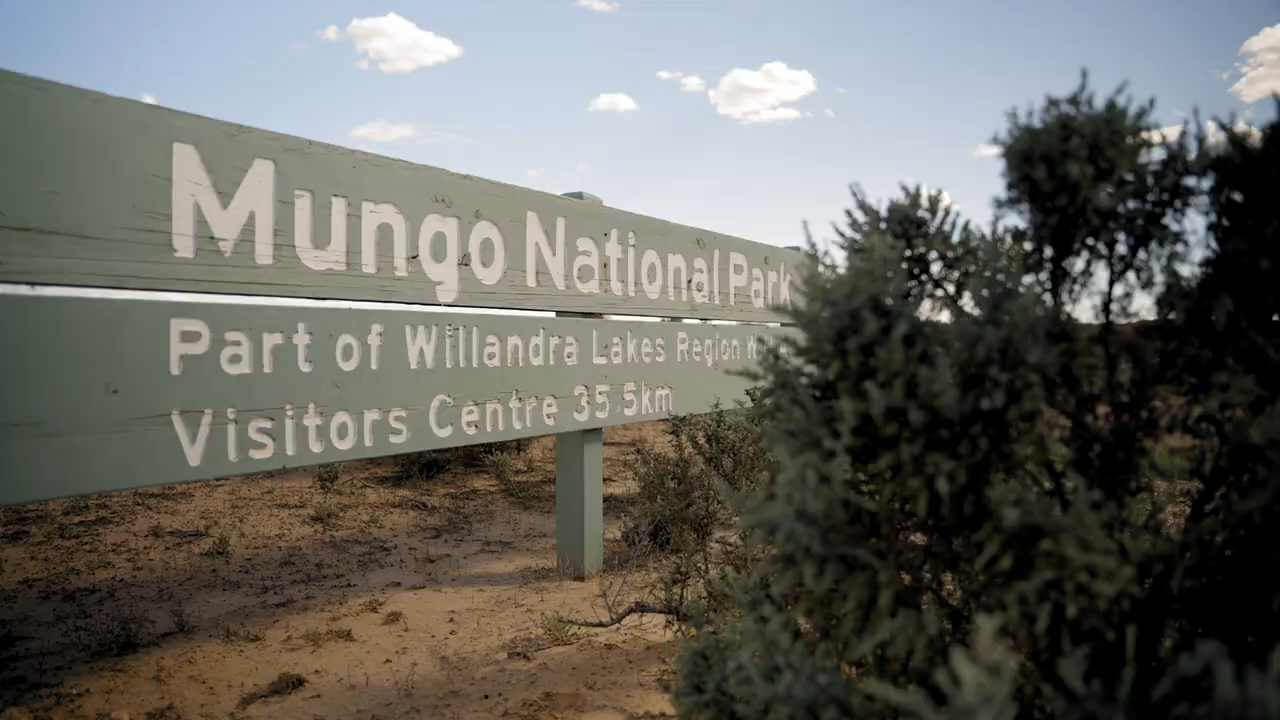 Mungo National Park
Part of Willandra Lakes Region
Visitors Centre 35.5km